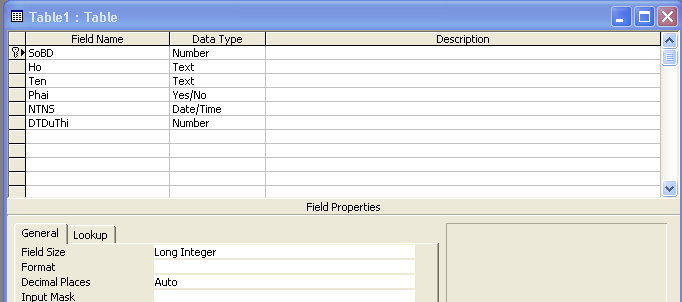 Table1 : Table
Field Name Data Type Description
SoBD Number
Ho Text
Ten Text
Phai Yes/No
NTNS Date/Time
DTDuThi Number
Field Properties
General Lookup
Field Size Long Integer
Format
Decimal Places Auto
Input Mask